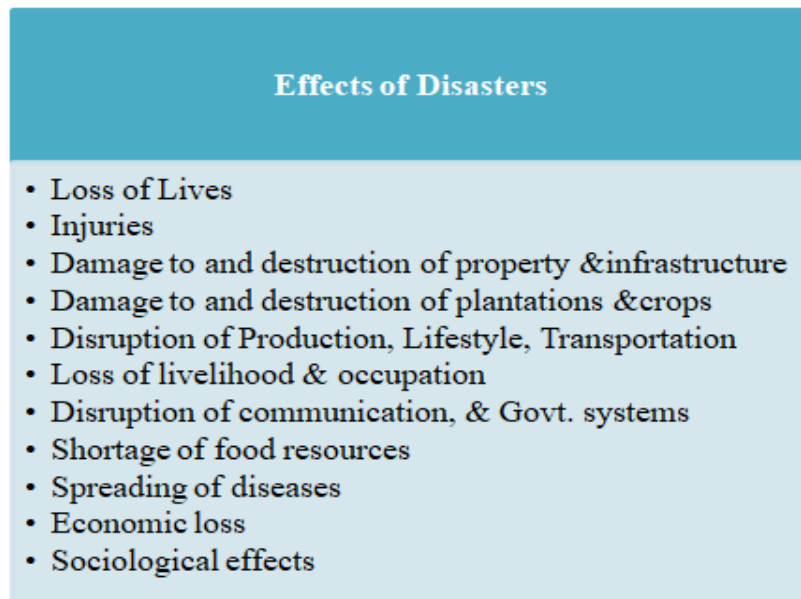 Effects of Disasters
• Loss of Lives
• Injuries
• Damage to and destruction of property &infrastructure
• Damage to and destruction of plantations &crops
• Disruption of Production, Lifestyle, Transportation
• Loss of livelihood & occupation
• Disruption of communication, & Govt. systems
• Shortage of food resources
• Spreading of diseases
• Economic loss
• Sociological effects